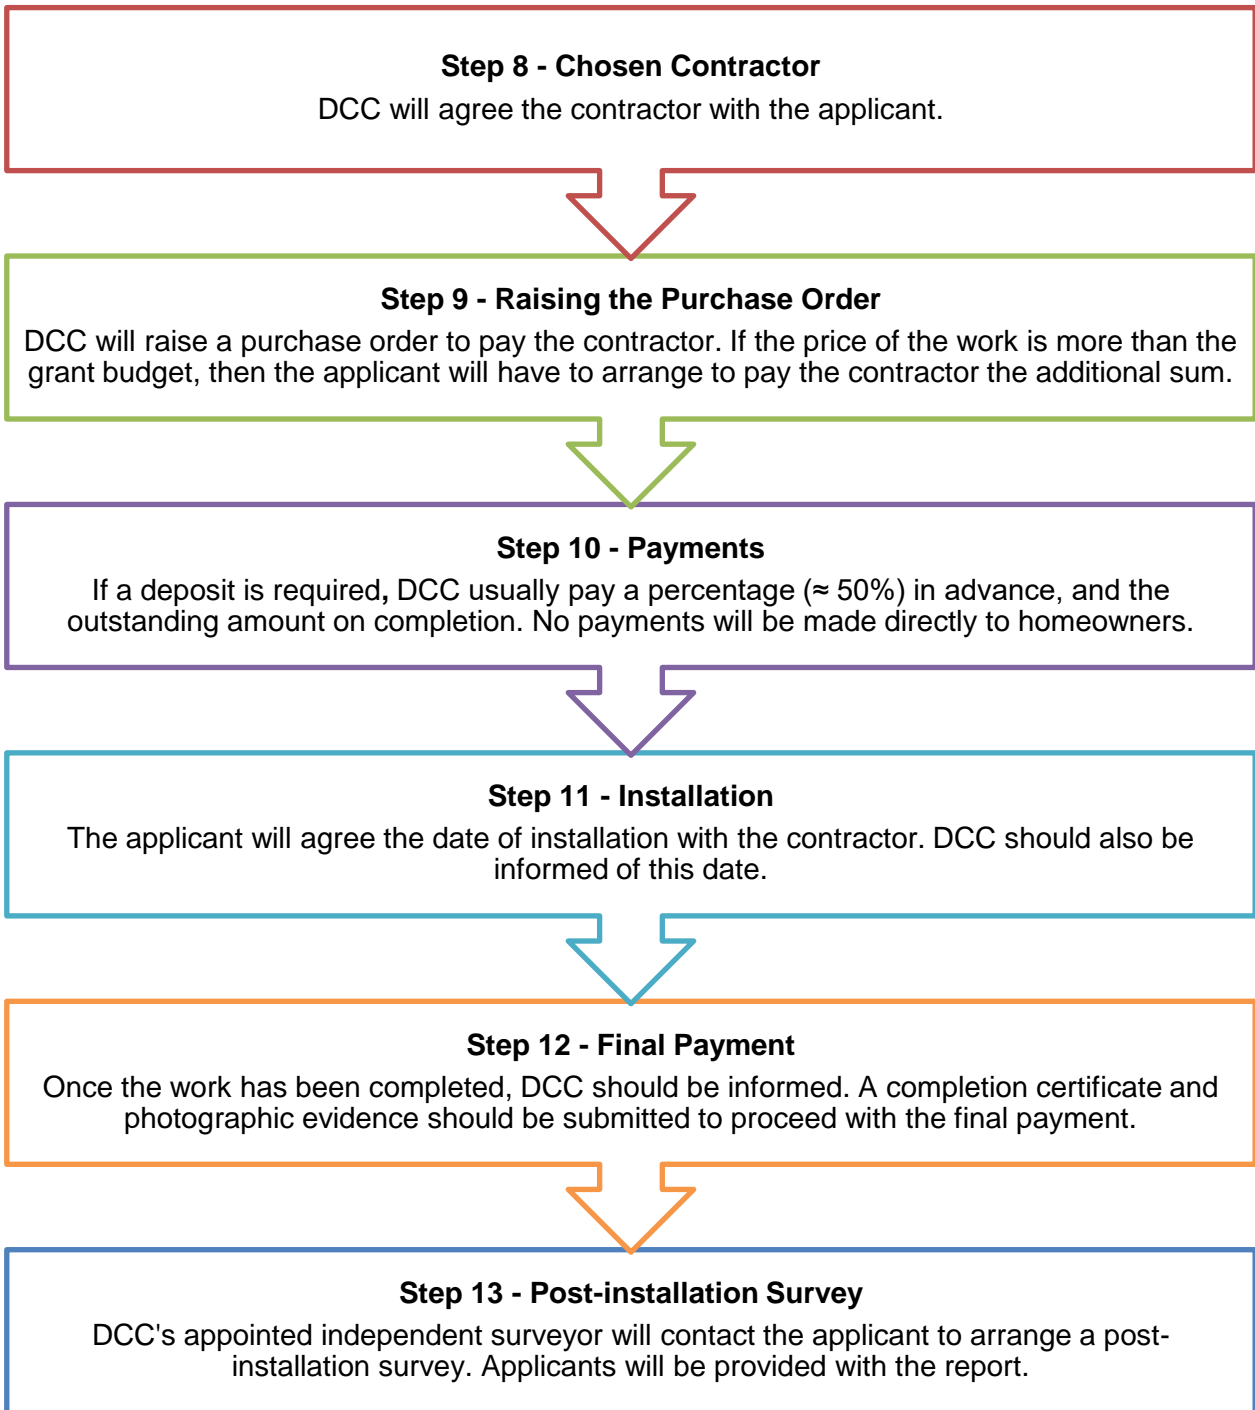 Step 8 - Chosen Contractor
DCC will agree the contractor with the applicant.
Step 9 - Raising the Purchase Order
DCC will raise a purchase order to pay the contractor. If the price of the work is more than the
grant budget, then the applicant will have to arrange to pay the contractor the additional sum.
Step 10 - Payments
If a deposit is required, DCC usually pay a percentage (≈ 50%) in advance, and the
outstanding amount on completion. No payments will be made directly to homeowners.
Step 11 - Installation
The applicant will agree the date of installation with the contractor. DCC should also be
informed of this date.
Step 12 - Final Payment
Once the work has been completed, DCC should be informed. A completion certificate and
photographic evidence should be submitted to proceed with the final payment.
Step 13 - Post-installation Survey
DCC's appointed independent surveyor will contact the applicant to arrange a post-
installation survey. Applicants will be provided with the report.